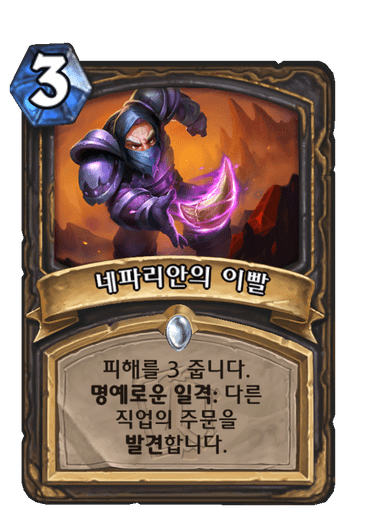 3
네파리안의 이빨
피해를 3 줍니다.
명예로운 일격: 다른
직업의 주문을
발견합니다.